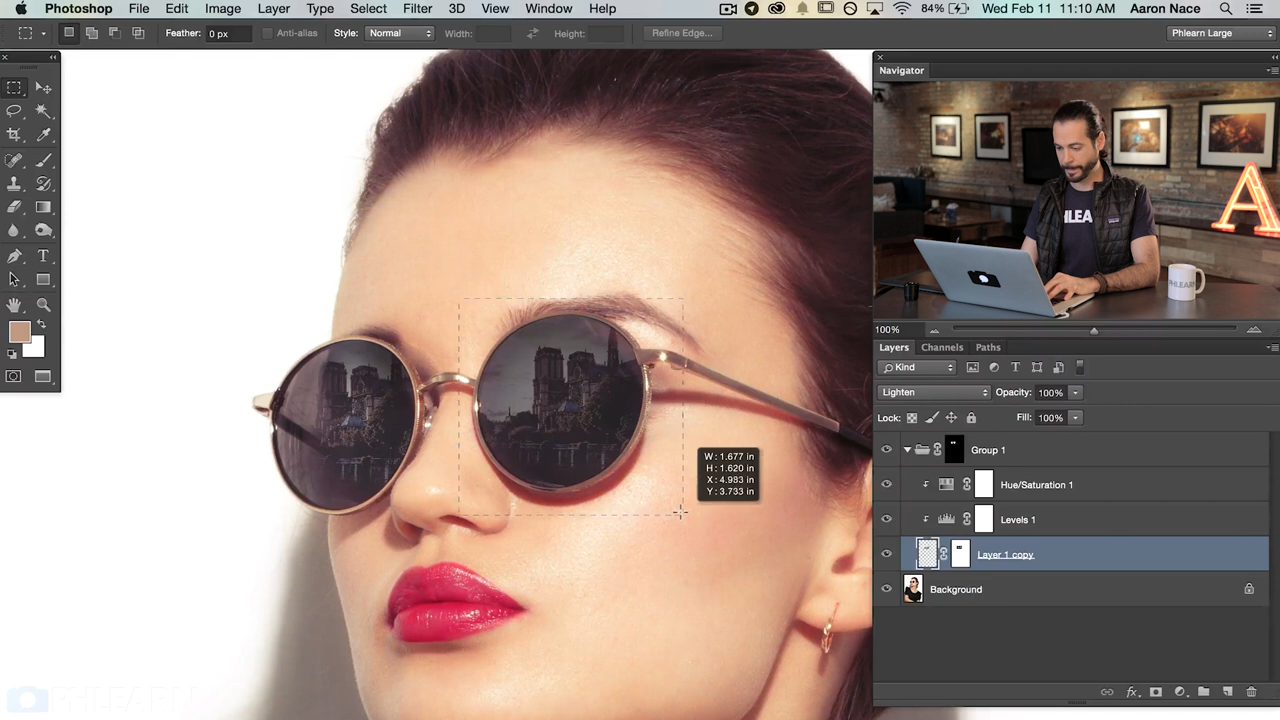 Photoshop File Edit Image Layer Type Select Filter 3D View Window Help 84% Wed Feb 11 11:10 AM Aaron Nace
Feather: 0 px Anti-alias Style: Normal Width: Height: Refine Edge... Phlearn Large
Navigator
HLEA
A
PHLEARN
100%
Layers Channels Paths
Kind
Lighten Opacity: 100%
Lock: Fill: 100%
Group 1
Hue/Saturation 1
Levels 1
Layer 1 copy
Background
W: 1.677 in
H: 1.620 in
X: 4.983 in
Y: 3.733 in
PHLEARN